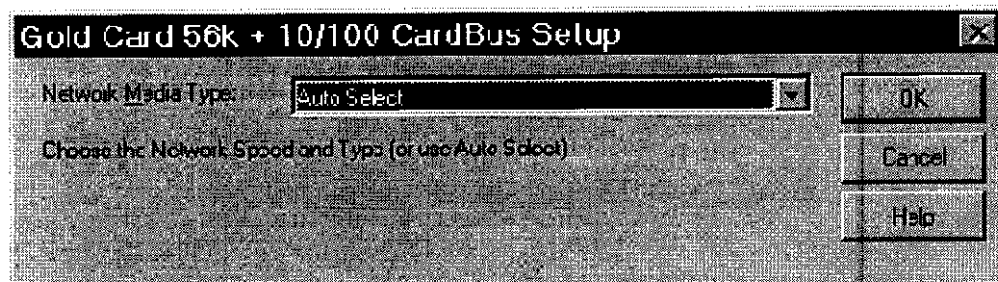 Gold Card 56k + 10/100 CardBus Setup
Network Media Type:
Auto Select
OK
Choose the Network Speed and Type (or use Auto Select)
Cancel
Help